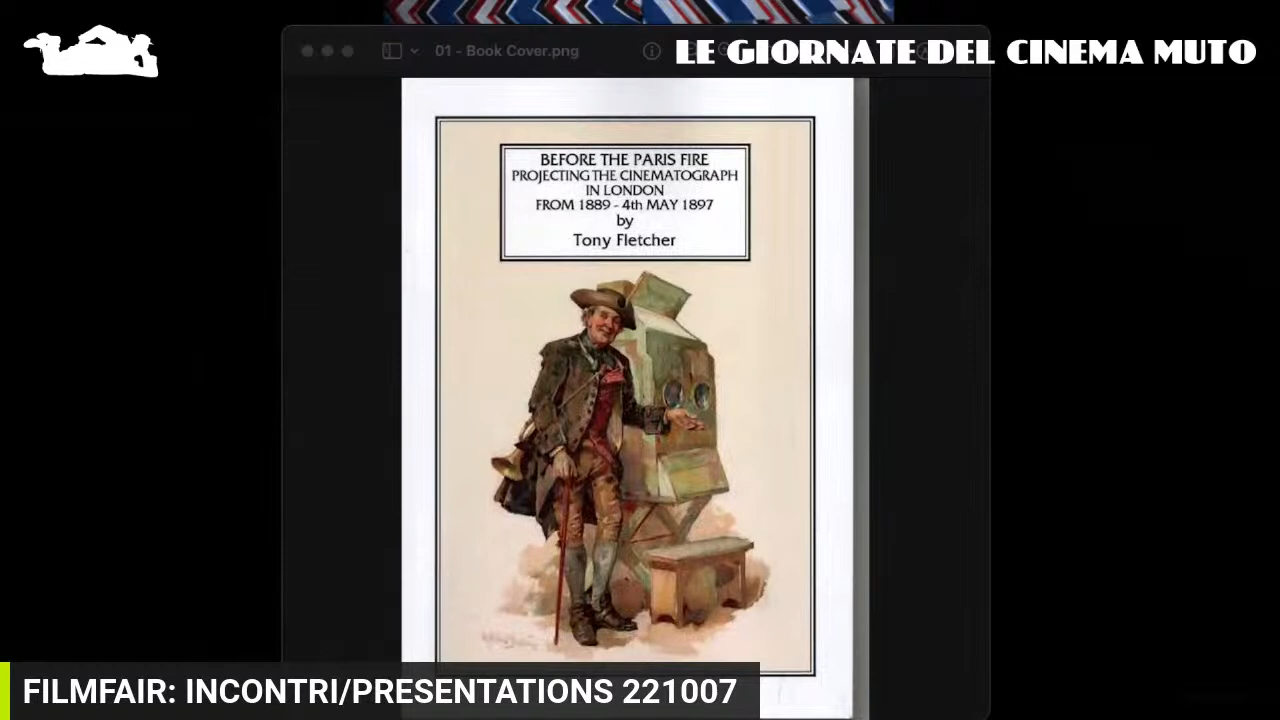 01 - Book Cover.png
LE GIORNATE DEL CINEMA MUTO
BEFORE THE PARIS FIRE
PROJECTING THE CINEMATOGRAPH
IN LONDON
FROM 1889 - 4th MAY 1897
by
Tony Fletcher
FILMFAIR: INCONTRI/PRESENTATIONS 221007